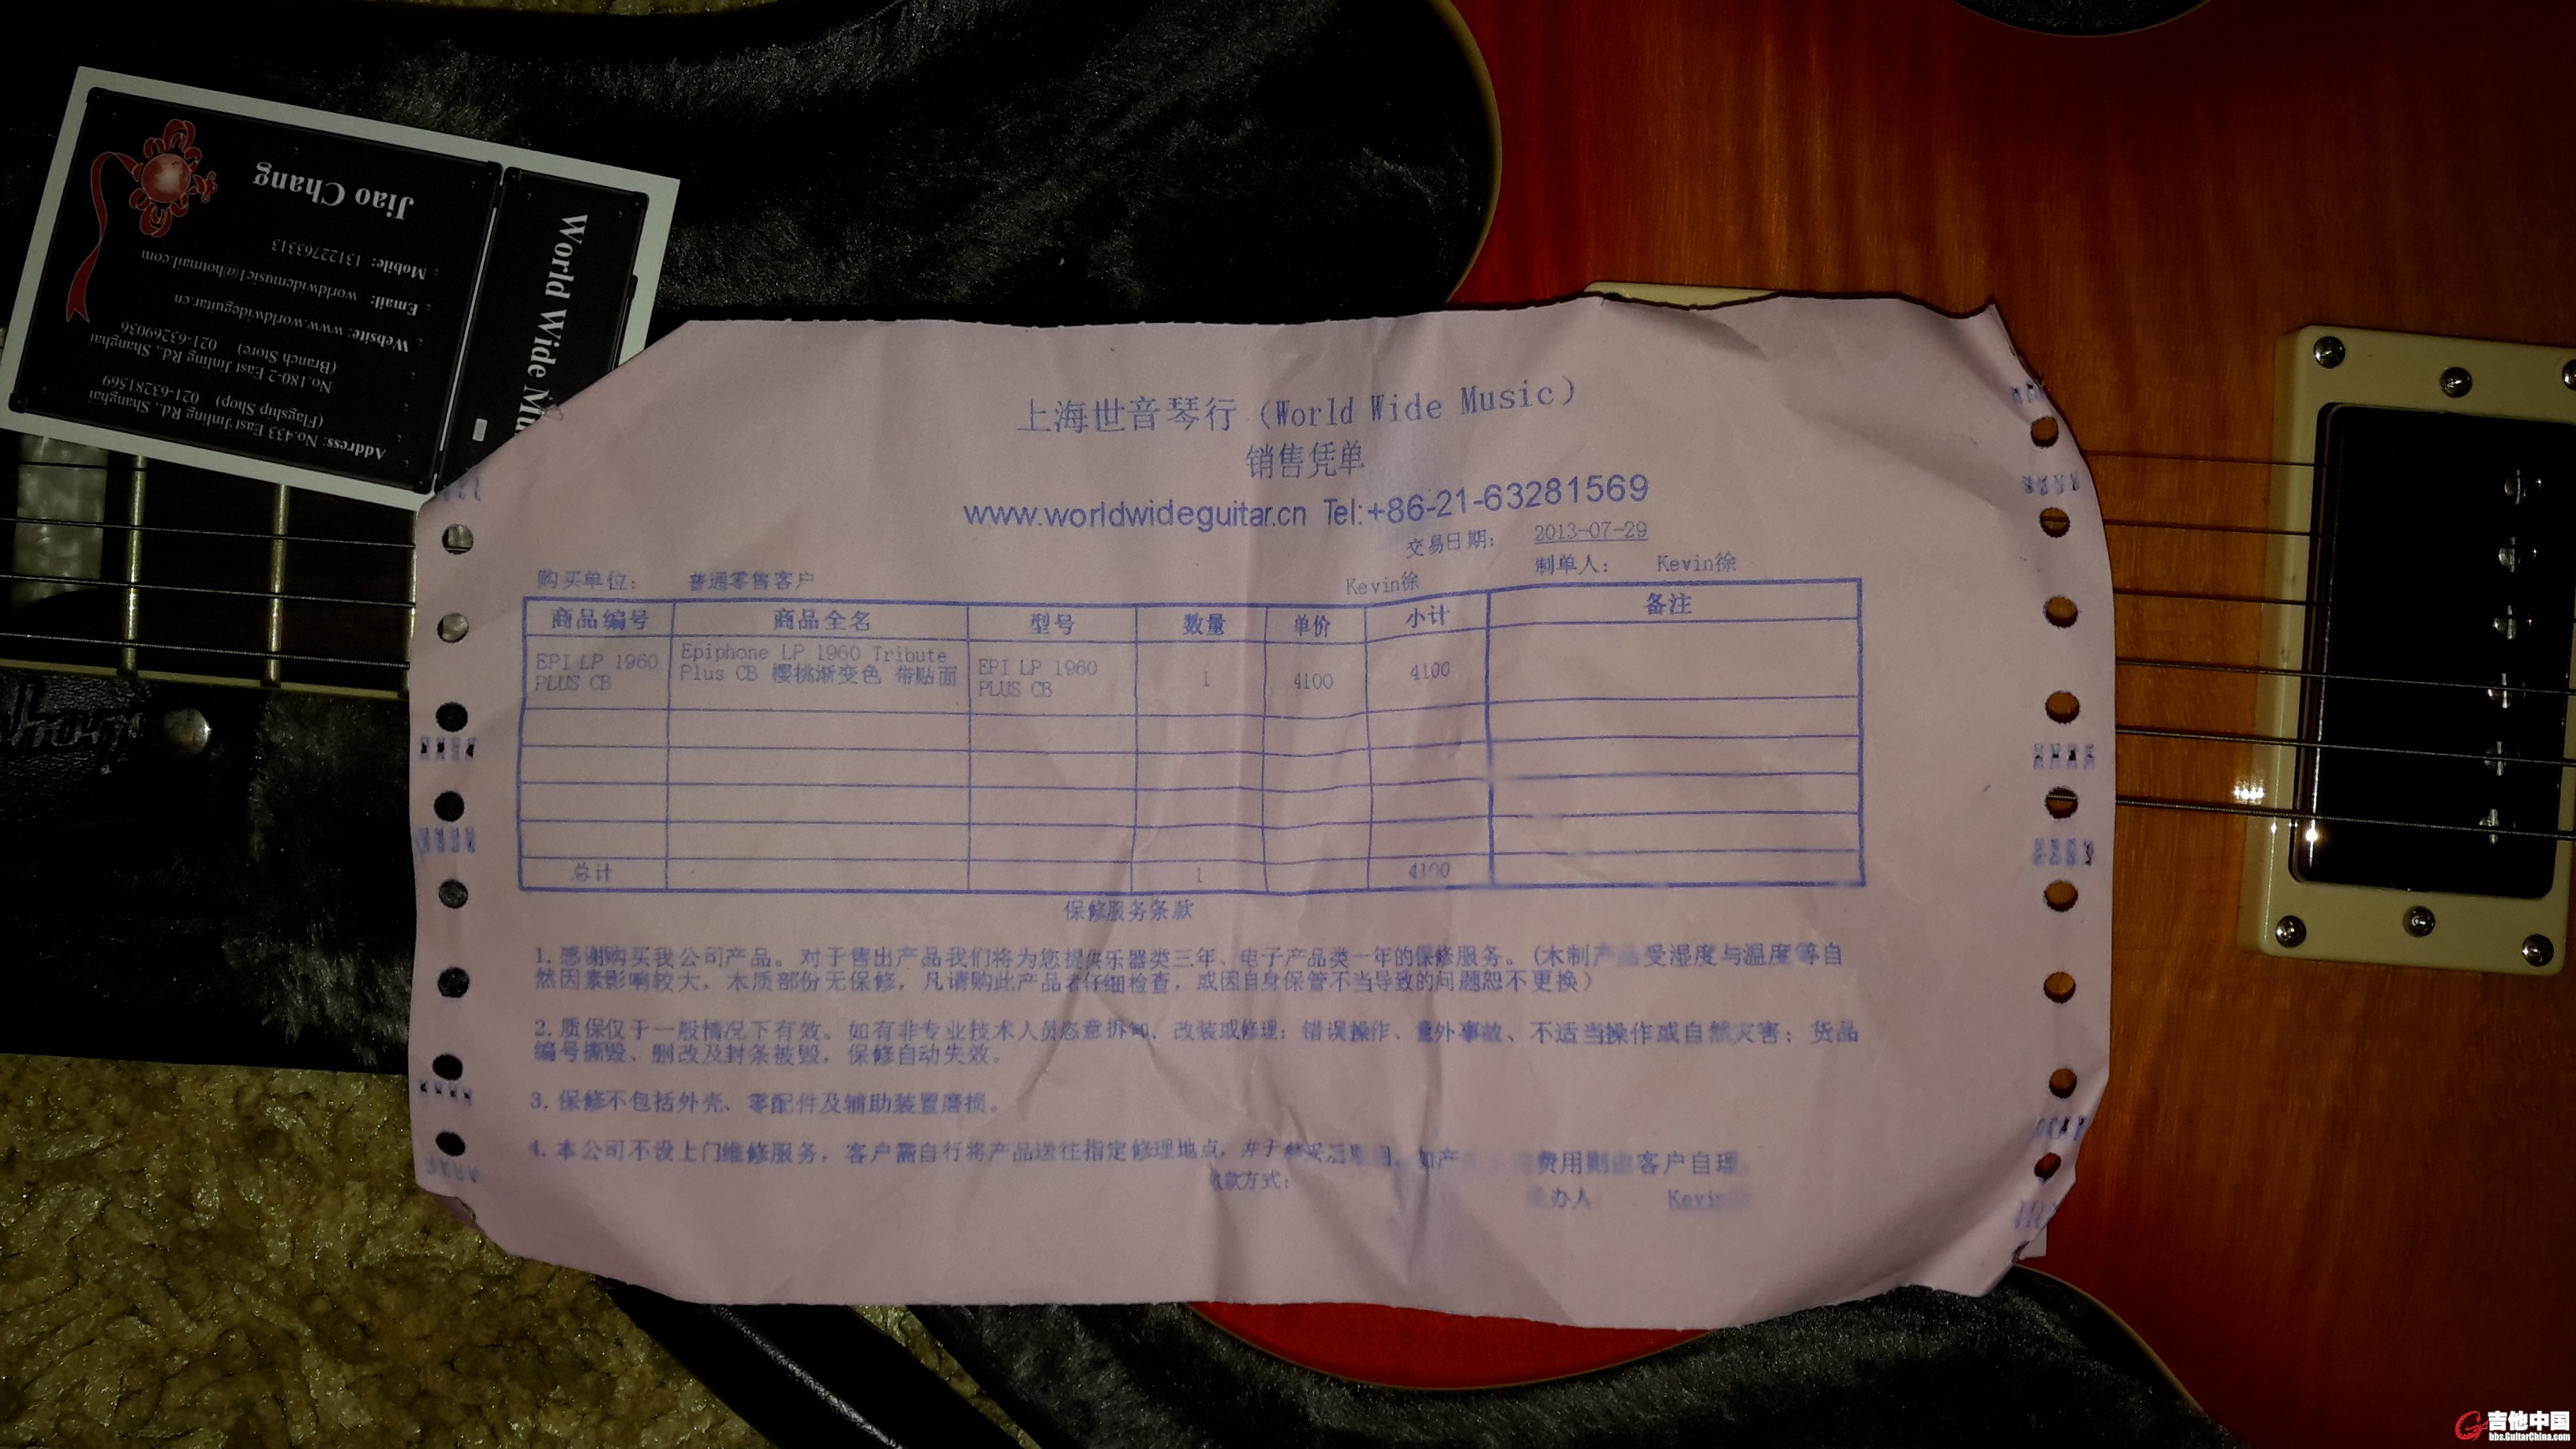 Jiao Chang
Mobile: 13122763313
Email: worldwidemusic1@hotmail.com
Website: www.worldwideguitar.cn
No.180-2 East Jinling Rd., Shanghai
(Branch Store) 021-63269036
Address: No.433 East Jinling Rd., Shanghai
(Flagship Shop) 021-63281569
World Wide Mu
上海世音琴行（World Wide Music）
销售凭单
www.worldwideguitar.cn Tel:+86-21-63281569
交易日期： 2013-07-29
购买单位： 普通零售客户 Kevin徐 制单人： Kevin徐
商品编号 商品全名 型号 数量 单价 小计 备注
EPI LP 1960 PLUS CB Epiphone LP 1960 Tribute Plus CB 樱桃渐变色 带贴面 EPI LP 1960 PLUS CB 1 4100 4100
总计 1 4100
保修服务条款
1. 感谢购买我公司产品。对于售出产品我们将为您提供乐器类三年、电子产品类一年的保修服务。(木制产品受湿度与温度等自
然因素影响较大，木质部份无保修，凡请购此产品者仔细检查，或因自身保管不当导致的问题恕不更换）
2. 质保仅于一般情况下有效。如有非专业技术人员恣意拆卸、改装或修理；错误操作、意外事故、不适当操作或自然灾害；货品
编号撕毁、删改及封条被毁，保修自动失效。
3. 保修不包括外壳、零配件及辅助装置磨损。
4. 本公司不设上门维修服务，客户需自行将产品送往指定修理地点，并于修妥后取回，如产 费用则由客户自理
收款方式：
经办人 Kevin
吉他中国
bbs.GuitarChina.com